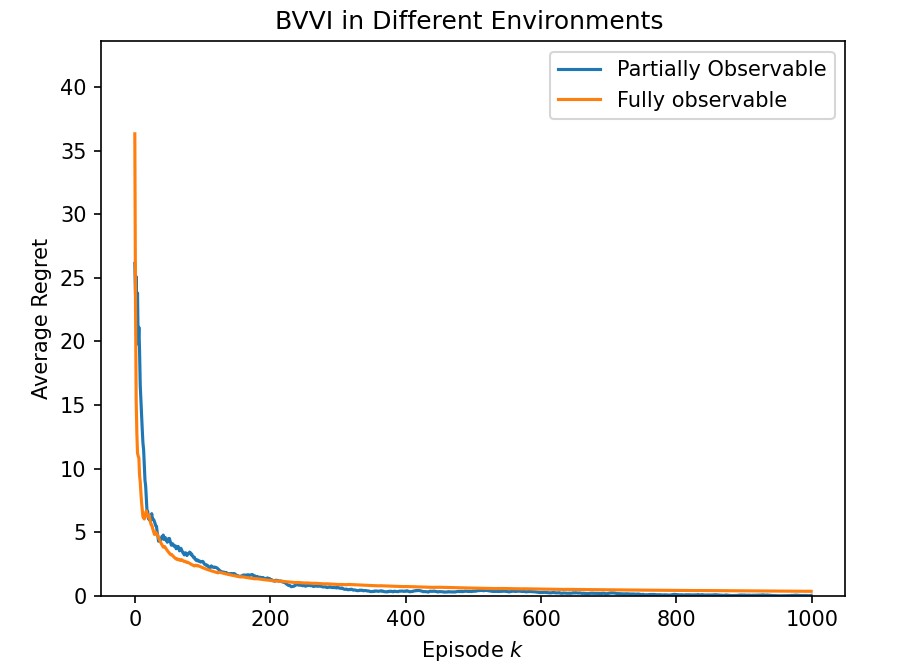 BVVI in Different Environments
Partially Observable
Fully observable
Average Regret
40
35
30
25
20
15
10
5
0
0 200 400 600 800 1000
Episode k